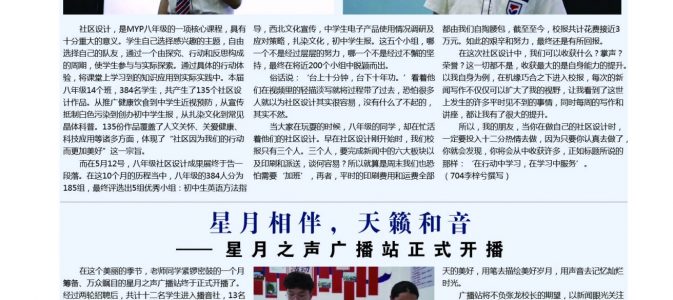 社区设计，是MYP八年级的一项核心课程，具有
十分重大的意义。学生自己选择感兴趣的主题，自由
选择自己的队友，通过一个由探究、行动和反思构成
的周期，使学生参与与实际探索。通过具体的行动体
验，将课堂上学习到的知识应用到实际实践中。本届
八年级14个班，384名学生，共产生了135个社区设
计作品。从推广健康饮食到中学生近视预防，从宣传
抵制白色污染到创办初中学生报，从扎染文化到常见
晶体科普。135份作品覆盖了人文关怀、关爱健康、
科技应用等诸多方面，体现了“社区因为我们的行动
而更加美好”这一宗旨。
而在5月12号，八年级社区设计成果展终于告一
段落。在这10个月的历程当中，八年级的384人分为
185组，最终评选出5组优秀小组：初中生英语方法指
导，西北文化宣传，中学生电子产品使用情况调研及
应对策略，扎染文化，初中学生报。这五个小组，哪
一个不是经过层层的努力，哪一个不是经过不懈的坚
持，最终在将近200个小组中脱颖而出。
俗话说：‘台上十分钟，台下十年功。’看着他
们在视频里的轻描淡写就将过程带了过去，恐怕很多
人就以为社区设计其实很容易，没有什么了不起的，
其实不然。
当大家在玩耍的时候，八年级的同学，却在忙活
着他们的社区设计。早在社区设计刚开始时，我们校
报只有三个人。三个人，要完成新闻中的六大板块以
及印刷和派送，谈何容易？所以就算是周末我们也恐
怕需要‘加班’，再者，平时的印刷费用和运费全部
都由我们自掏腰包，截至至今，校报共计花费接近3
万元。如此的艰辛和努力，最终还是有所回报。
在这次社区设计中，我们可以收获什么？掌声？
荣誉？这一切都不是，收获最大的是自身能力的提升。
以我自身为例，在机缘巧合之下进入校报，每次的新
闻写作不仅仅可以扩大了我的视野，让我看到了这世
上发生的许多平时见不到的事情，同时每周的写作和
讲座，都让我有了很大的提升。
所以，我的朋友，当你在做自己的社区设计时，
一定要投入十二分热情去做，因为只要你认真去做了，
你就会发现，你将会从中收获许多，正如标题所说的
那样：‘在行动中学习，在学习中服务’。
（704李梓兮撰写）
星月相伴，天籁和音
—— 星月之声广播站正式开播
在这个美丽的季节，老师同学紧锣密鼓的一个月
筹备、万众瞩目的星月之声广播站终于正式开播了。
经过两轮招聘后，共计十二名学生进入播音社，13名
天的美好，用笔去描绘美好岁月，用声音去记忆灿烂
时光。
广播站将不负张龙校长的期望，以新闻眼光关注